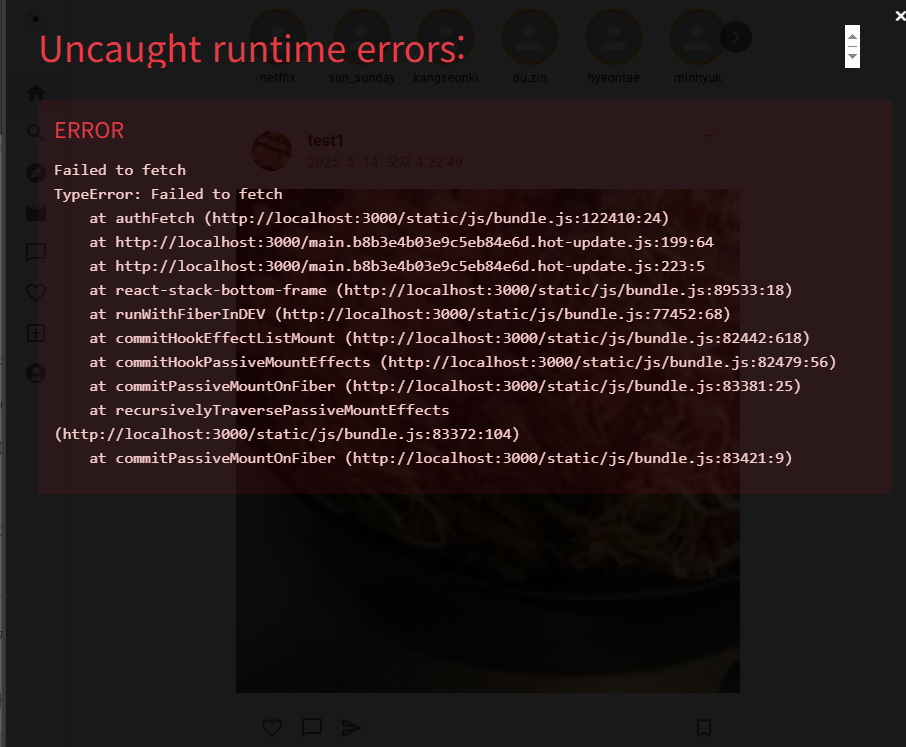 Uncaught runtime errors:
×
netflix sun_sunday kangseonki du.zin hyeontae minhyuk
ERROR
test1
2025. 5. 14. 오후 4:22:49
Failed to fetch
TypeError: Failed to fetch
at authFetch (http://localhost:3000/static/js/bundle.js:122410:24)
at http://localhost:3000/main.b8b3e4b03e9c5eb84e6d.hot-update.js:199:64
at http://localhost:3000/main.b8b3e4b03e9c5eb84e6d.hot-update.js:223:5
at react-stack-bottom-frame (http://localhost:3000/static/js/bundle.js:89533:18)
at runWithFiberInDEV (http://localhost:3000/static/js/bundle.js:77452:68)
at commitHookEffectListMount (http://localhost:3000/static/js/bundle.js:82442:618)
at commitHookPassiveMountEffects (http://localhost:3000/static/js/bundle.js:82479:56)
at commitPassiveMountOnFiber (http://localhost:3000/static/js/bundle.js:83381:25)
at recursivelyTraversePassiveMountEffects
(http://localhost:3000/static/js/bundle.js:83372:104)
at commitPassiveMountOnFiber (http://localhost:3000/static/js/bundle.js:83421:9)